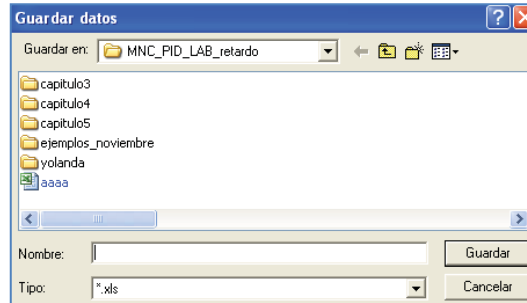 Guardar datos
Guardar en: MNC_PID_LAB_retardo
capitulo3
capitulo4
capitulo5
ejemplos_noviembre
yolanda
aaaa
Nombre: Guardar
Tipo: *.xls Cancelar